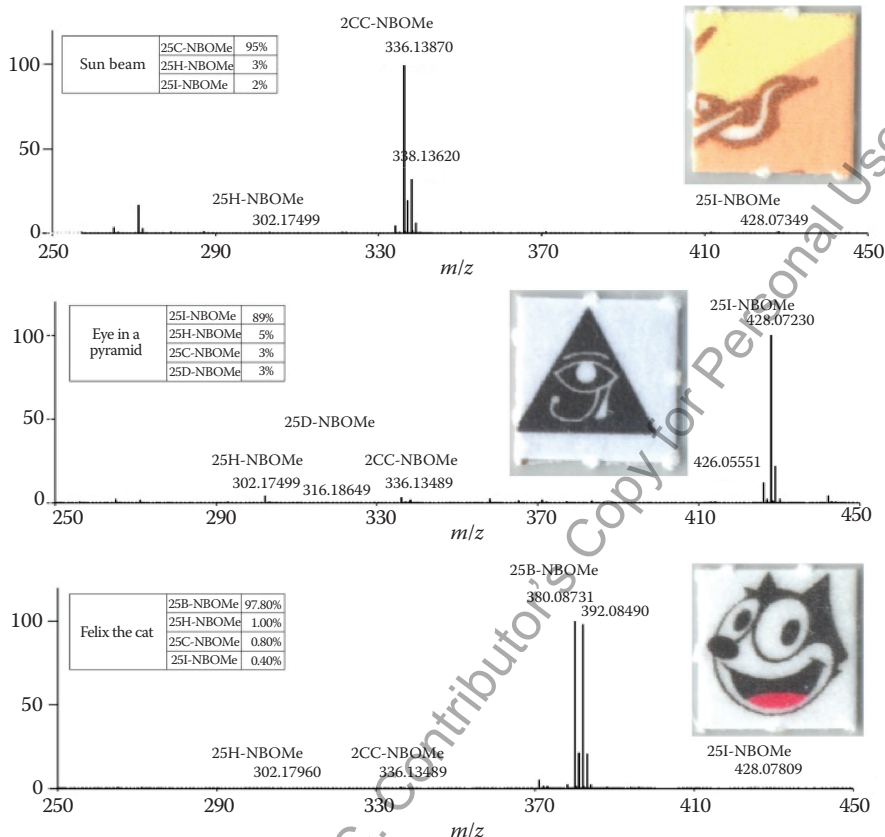 2CC-NBOMe
336.13870
Sun beam
25C-NBOMe 95%
25H-NBOMe 3%
25I-NBOMe 2%
100
50
0
338.13620
25H-NBOMe
302.17499
25I-NBOMe
428.07349
250 290 330 370 410 450
m/z
Eye in a
pyramid
25I-NBOMe 89%
25H-NBOMe 5%
25C-NBOMe 3%
25D-NBOMe 3%
100
50
0
25I-NBOMe
428.07230
25D-NBOMe
25H-NBOMe
302.17499
316.18649
2CC-NBOMe
336.13489
426.05551
250 290 330 370 410 450
m/z
25B-NBOMe
380.08731
392.08490
Felix the cat
25B-NBOMe 97.80%
25H-NBOMe 1.00%
25C-NBOMe 0.80%
25I-NBOMe 0.40%
100
50
0
25H-NBOMe
302.17960
2CC-NBOMe
336.13489
25I-NBOMe
428.07809
250 290 330 370 410 450
m/z
C. Contributor's Copy for Personal Use